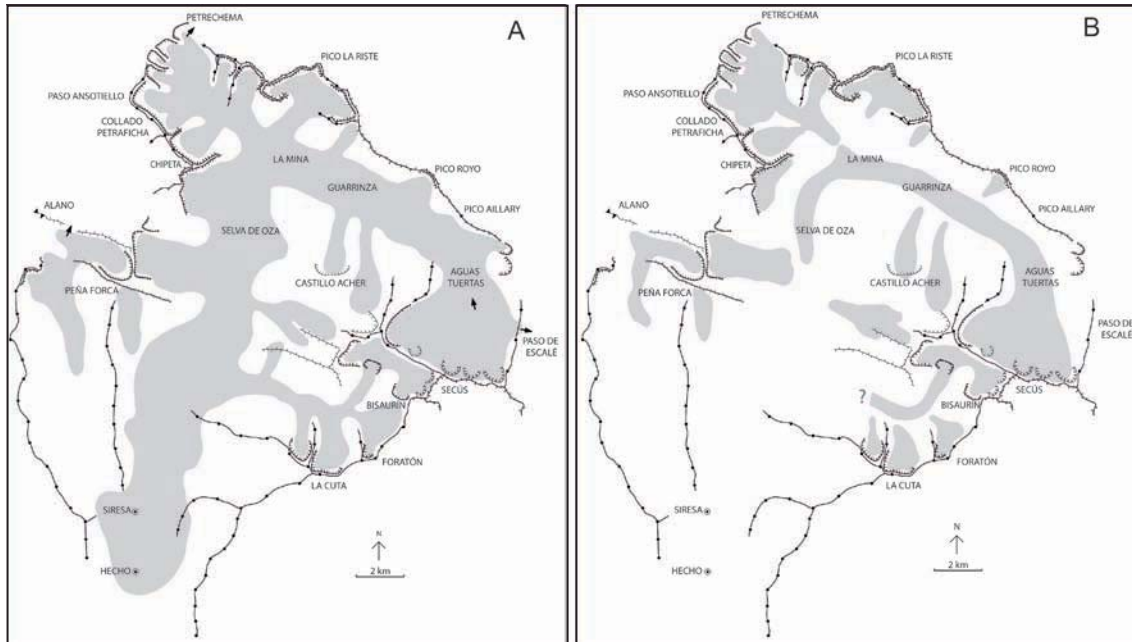 A
PETRECHEMA
PICO LA RISTE
PASO ANSOTIELLO
COLLADO
PETRAFICHA
CHIPETA
LA MINA
GUARRINZA
PICO ROYO
PICO AILLARY
ALANO
SELVA DE OZA
CASTILLO ACHER
AGUAS
TUERTAS
PEÑA FORCA
PASO DE
ESCALÉ
SECÚS
BISAURÍN
FORATÓN
LA CUTA
SIRESA
HECHO
N
2 km
B
PETRECHEMA
PICO LA RISTE
PASO ANSOTIELLO
COLLADO
PETRAFICHA
CHIPETA
LA MINA
GUARRINZA
PICO ROYO
PICO AILLARY
ALANO
SELVA DE OZA
CASTILLO ACHER
AGUAS
TUERTAS
PEÑA FORCA
PASO DE
ESCALÉ
SECÚS
BISAURÍN
?
FORATÓN
LA CUTA
SIRESA
HECHO
N
2 km